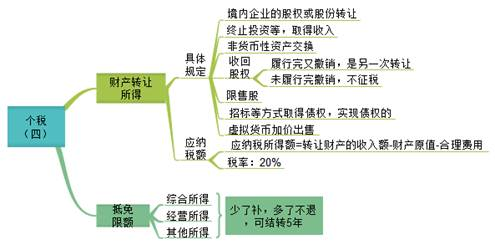 个税
（四）
财产转让
所得
具体
规定
境内企业的股权或股份转让
终止投资等，取得收入
非货币性资产交换
收回
股权
履行完又撤销，是另一次转让
未履行完又撤销，不征税
限售股
招标等方式取得债权，实现债权的
虚拟货币加价出售
应纳
税额
应纳税所得额=转让财产的收入额-财产原值-合理费用
税率：20%
抵免
限额
综合所得
经营所得
其他所得
少了补，多了不退
，可结转5年